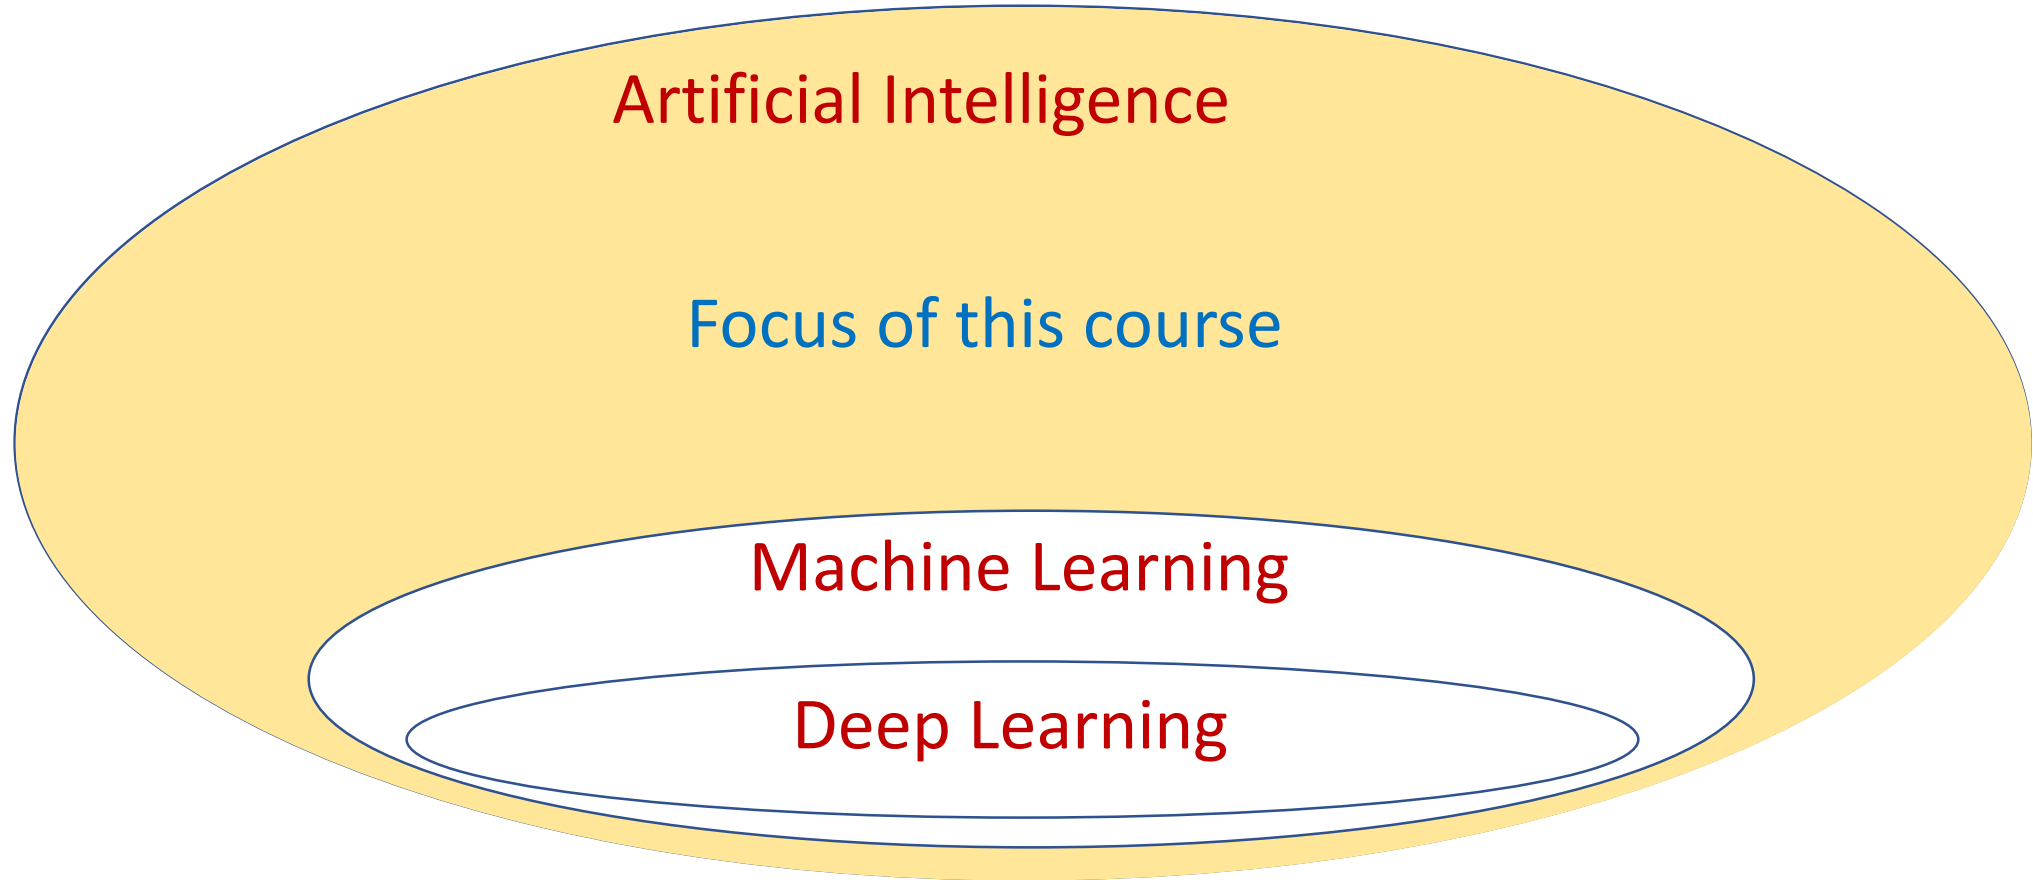 Artificial Intelligence
Focus of this course
Machine Learning
Deep Learning